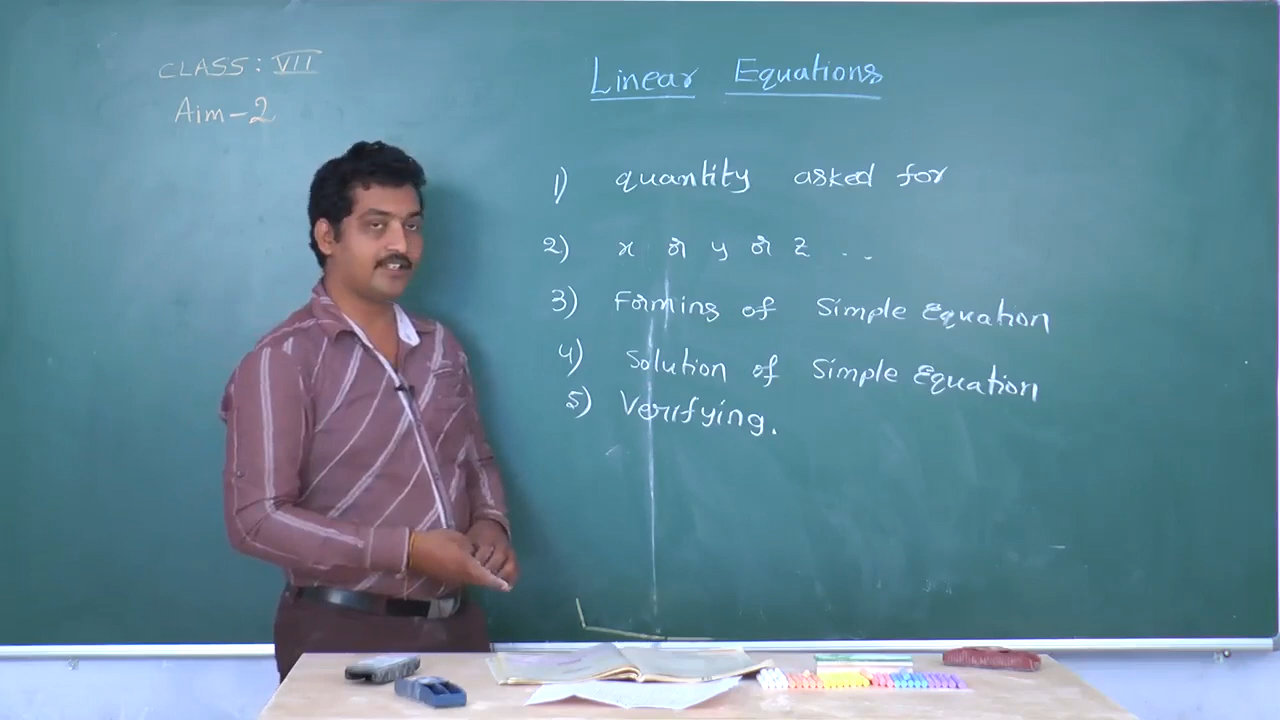 CLASS: VII
Aim-2
Linear Equations
1) quantity asked for
2) x or y or z ..
3) Forming of Simple Equation
4) Solution of Simple Equation
5) Verifying.